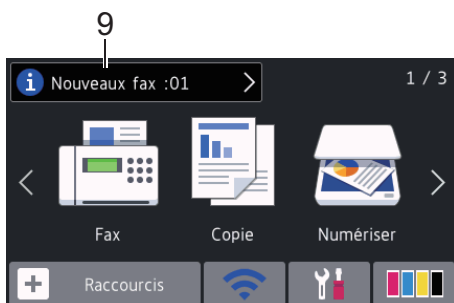 9
i Nouveaux fax :01
1 / 3
Fax Copie Numériser
+ Raccourcis